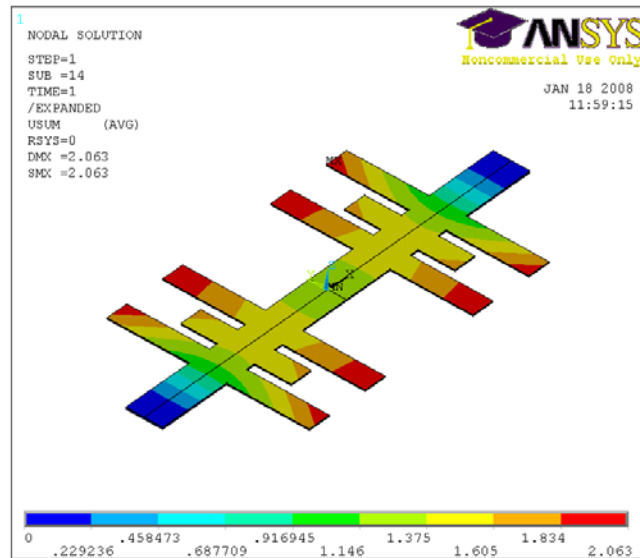 1
NODAL SOLUTION
STEP=1
SUB =14
TIME=1
/EXPANDED
USUM (AVG)
RSYS=0
DMX =2.063
SMX =2.063
ANSYS
Noncommercial Use Only
JAN 18 2008
11:59:15
X
0 .458473 .916945 1.375 1.834
.229236 .687709 1.146 1.605 2.063